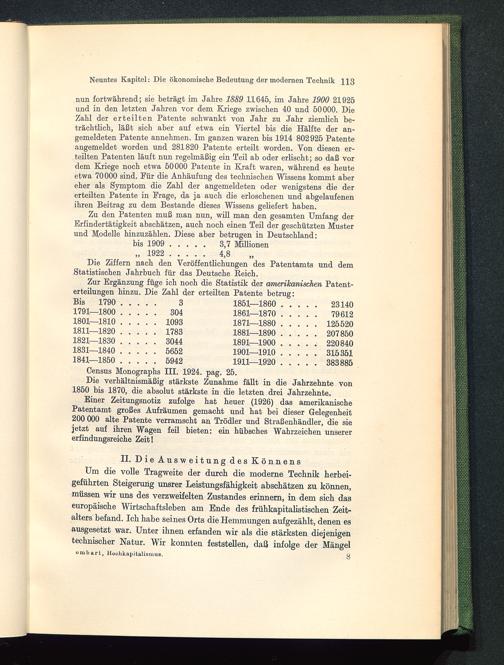 Neuntes Kapitel: Die ökonomische Bedeutung der modernen Technik 113
nun fortwährend; sie beträgt im Jahre 1889 11645, im Jahre 1900 21925
und in den letzten Jahren vor dem Kriege zwischen 40 und 50000. Die
Zahl der erteilten Patente schwankt von Jahr zu Jahr ziemlich be-
trächtlich, läßt sich aber auf etwa ein Viertel bis die Hälfte der an-
gemeldeten Patente annehmen. Im ganzen waren bis 1914 802925 Patente
angemeldet worden und 281820 Patente erteilt worden. Von diesen er-
teilten Patenten läuft nun regelmäßig ein Teil ab oder erlischt; so daß vor
dem Kriege noch etwa 50000 Patente in Kraft waren, während es heute
etwa 70000 sind. Für die Anhäufung des technischen Wissens kommt aber
eher als Symptom die Zahl der angemeldeten oder wenigstens die der
erteilten Patente in Frage, da ja auch die erloschenen und abgelaufenen
ihren Beitrag zu dem Bestande dieses Wissens geliefert haben.
Zu den Patenten muß man nun, will man den gesamten Umfang der
Erfindertätigkeit abschätzen, auch noch einen Teil der geschützten Muster
und Modelle hinzuzählen. Diese aber betrugen in Deutschland:
bis 1909 . . . . . 3,7 Millionen
„ 1922 . . . . . 4,8 „
Die Ziffern nach den Veröffentlichungen des Patentamts und dem
Statistischen Jahrbuch für das Deutsche Reich.
Zur Ergänzung füge ich noch die Statistik der amerikanischen Patent-
erteilungen hinzu. Die Zahl der erteilten Patente betrug:
Bis 1790 . . . . . 3 1851—1860 . . . . . 23140
1791—1800 . . . . . 304 1861—1870 . . . . . 79612
1801—1810 . . . . . 1093 1871—1880 . . . . . 125520
1811—1820 . . . . . 1783 1881—1890 . . . . . 207850
1821—1830 . . . . . 3044 1891—1900 . . . . . 220840
1831—1840 . . . . . 5652 1901—1910 . . . . . 315351
1841—1850 . . . . . 5942 1911—1920 . . . . . 383885
Census Monographs III. 1924. pag. 25.
Die verhältnismäßig stärkste Zunahme fällt in die Jahrzehnte von
1850 bis 1870, die absolut stärkste in die letzten drei Jahrzehnte.
Einer Zeitungsnotiz zufolge hat heuer (1926) das amerikanische
Patentamt großes Aufräumen gemacht und hat bei dieser Gelegenheit
200 000 alte Patente verramscht an Trödler und Straßenhändler, die sie
jetzt auf ihren Wagen feil bieten: ein hübsches Wahrzeichen unserer
erfindungsreiche Zeit!
II. Die Ausweitung des Könnens
Um die volle Tragweite der durch die moderne Technik herbei-
geführten Steigerung unsrer Leistungsfähigkeit abschätzen zu können,
müssen wir uns des verzweifelten Zustandes erinnern, in dem sich das
europäische Wirtschaftsleben am Ende des frühkapitalistischen Zeit-
alters befand. Ich habe seines Orts die Hemmungen aufgezählt, denen es
ausgesetzt war. Unter ihnen erfanden wir als die stärksten diejenigen
technischer Natur. Wir konnten feststellen, daß infolge der Mängel
ombart, Hochkapitalismus. 8